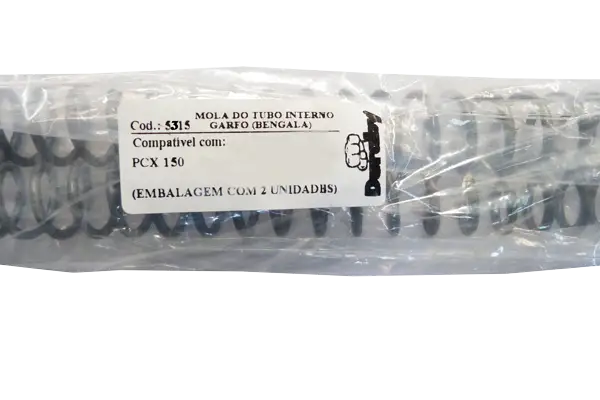 MOLA DO TUBO INTERNO
Cod.: 5315 GARFO (BENGALA)
Compativel com:
PCX 150
(EMBALAGEM COM 2 UNIDADES)